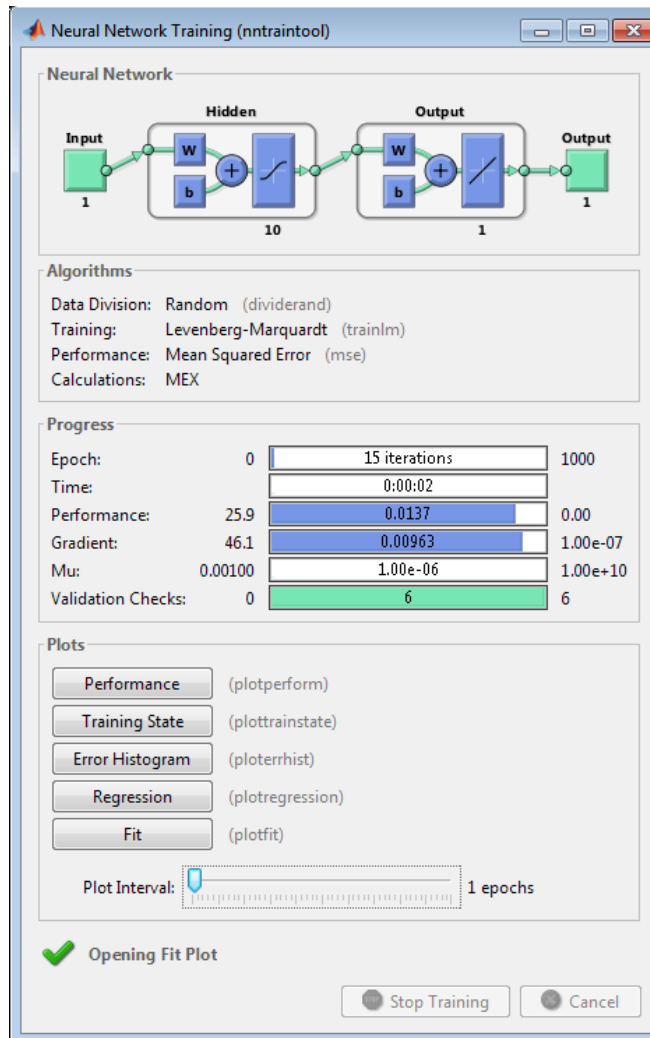 Neural Network Training (nntraintool)
Neural Network
Hidden Output
Input Output
W W
+ +
b b
1 1
10 1
Algorithms
Data Division: Random (dividerand)
Training: Levenberg-Marquardt (trainlm)
Performance: Mean Squared Error (mse)
Calculations: MEX
Progress
Epoch: 0 15 iterations 1000
Time: 0:00:02
Performance: 25.9 0.0137 0.00
Gradient: 46.1 0.00963 1.00e-07
Mu: 0.00100 1.00e-06 1.00e+10
Validation Checks: 0 6 6
Plots
Performance (plotperform)
Training State (plottrainstate)
Error Histogram (ploterrhist)
Regression (plotregression)
Fit (plotfit)
Plot Interval: 1 epochs
Opening Fit Plot
Stop Training Cancel